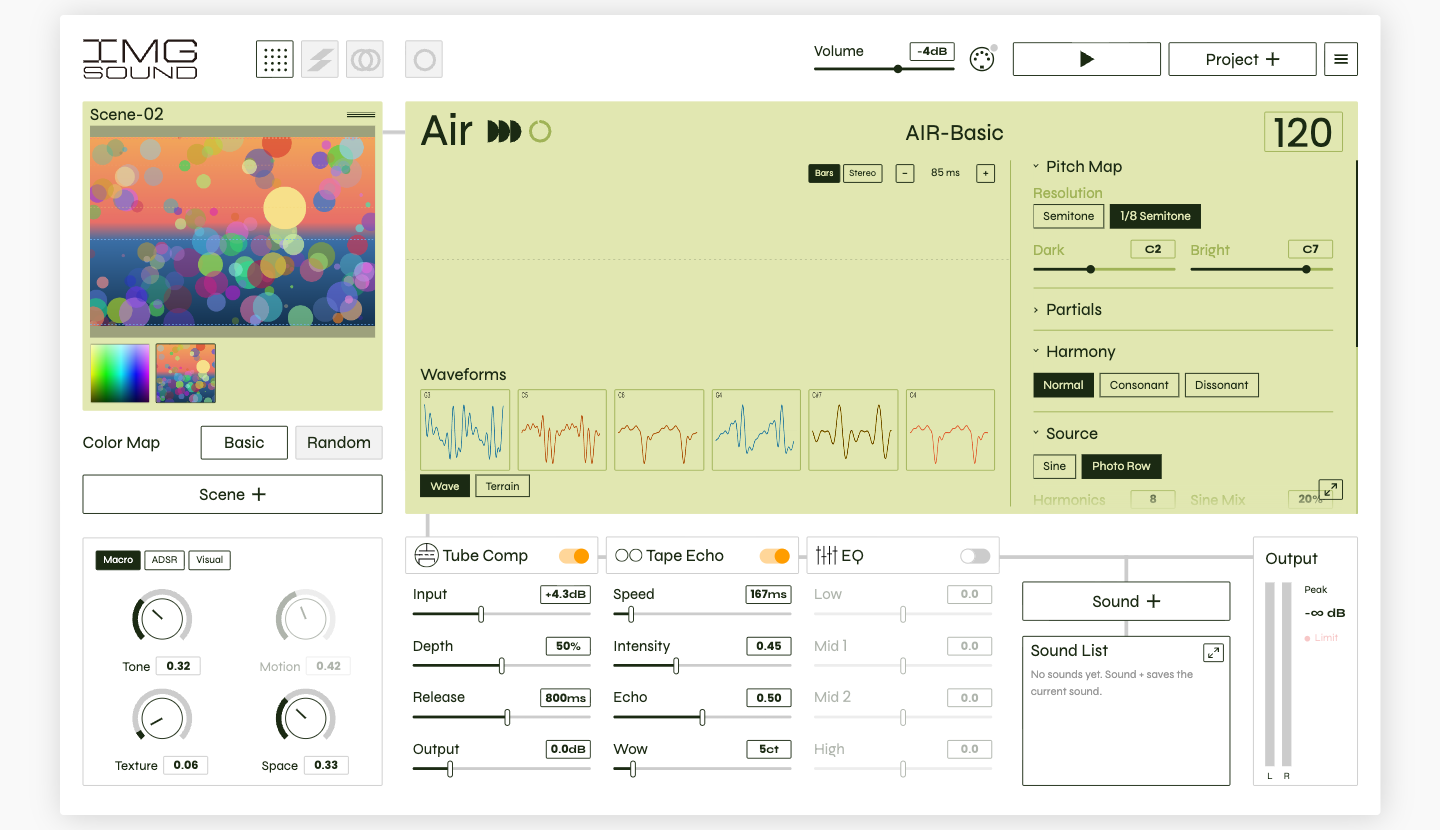 IMG
SOUND
Volume
-4dB
Project +
Scene-02
Air
AIR-Basic
120
Bars
Stereo
−
85 ms
+
Pitch Map
Resolution
Semitone
1/8 Semitone
Dark
C2
Bright
C7
Partials
Harmony
Normal
Consonant
Dissonant
Source
Sine
Photo Row
Harmonics
8
Sine Mix
20%
Waveforms
G3
C5
C6
G4
C#7
C4
Wave
Terrain
Color Map
Basic
Random
Scene +
Macro
ADSR
Visual
Tone
0.32
Motion
0.42
Texture
0.06
Space
0.33
Tube Comp
Input
+4.3dB
Depth
50%
Release
800ms
Output
0.0dB
Tape Echo
Speed
167ms
Intensity
0.45
Echo
0.50
Wow
5ct
EQ
Low
0.0
Mid 1
0.0
Mid 2
0.0
High
0.0
Sound +
Sound List
No sounds yet. Sound + saves the
current sound.
Output
Peak
-∞ dB
Limit
L
R